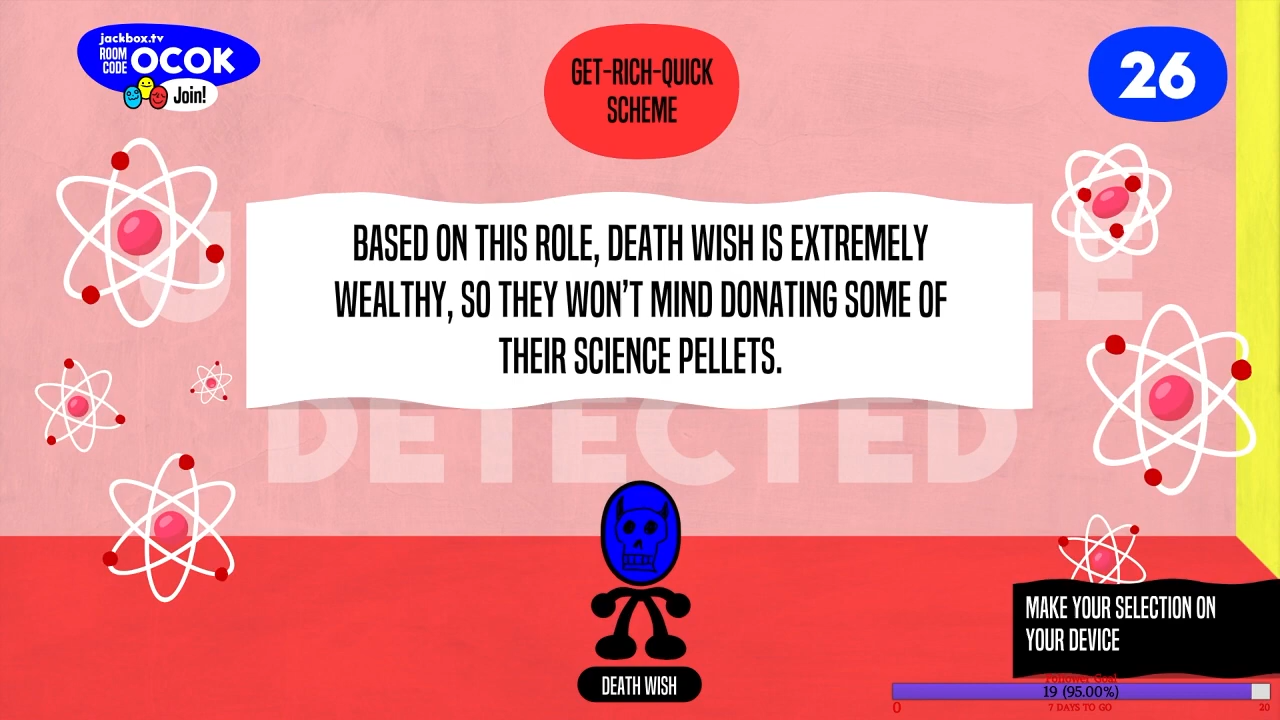 jackbox.tv
ROOM CODE OCOK
Join!
GET-RICH-QUICK
SCHEME
26
BASED ON THIS ROLE, DEATH WISH IS EXTREMELY
WEALTHY, SO THEY WON'T MIND DONATING SOME OF
THEIR SCIENCE PELLETS.
DETECTED
DEATH WISH
MAKE YOUR SELECTION ON
YOUR DEVICE
Follower Goal
19 (95.00%)
0
7 DAYS TO GO
20